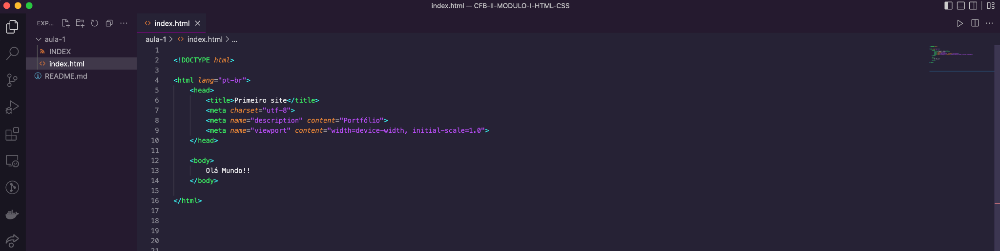 index.html — CFB-II-MODULO-I-HTML-CSS
EXP...
index.html
aula-1
INDEX
index.html
README.md
aula-1 > index.html > ...
1
2 <!DOCTYPE html>
3
4 <html lang="pt-br">
5 <head>
6 <title>Primeiro site</title>
7 <meta charset="utf-8">
8 <meta name="description" content="Portfólio">
9 <meta name="viewport" content="width=device-width, initial-scale=1.0">
10 </head>
11
12 <body>
13 Olá Mundo!!
14 </body>
15
16 </html>
17
18
19
20
21